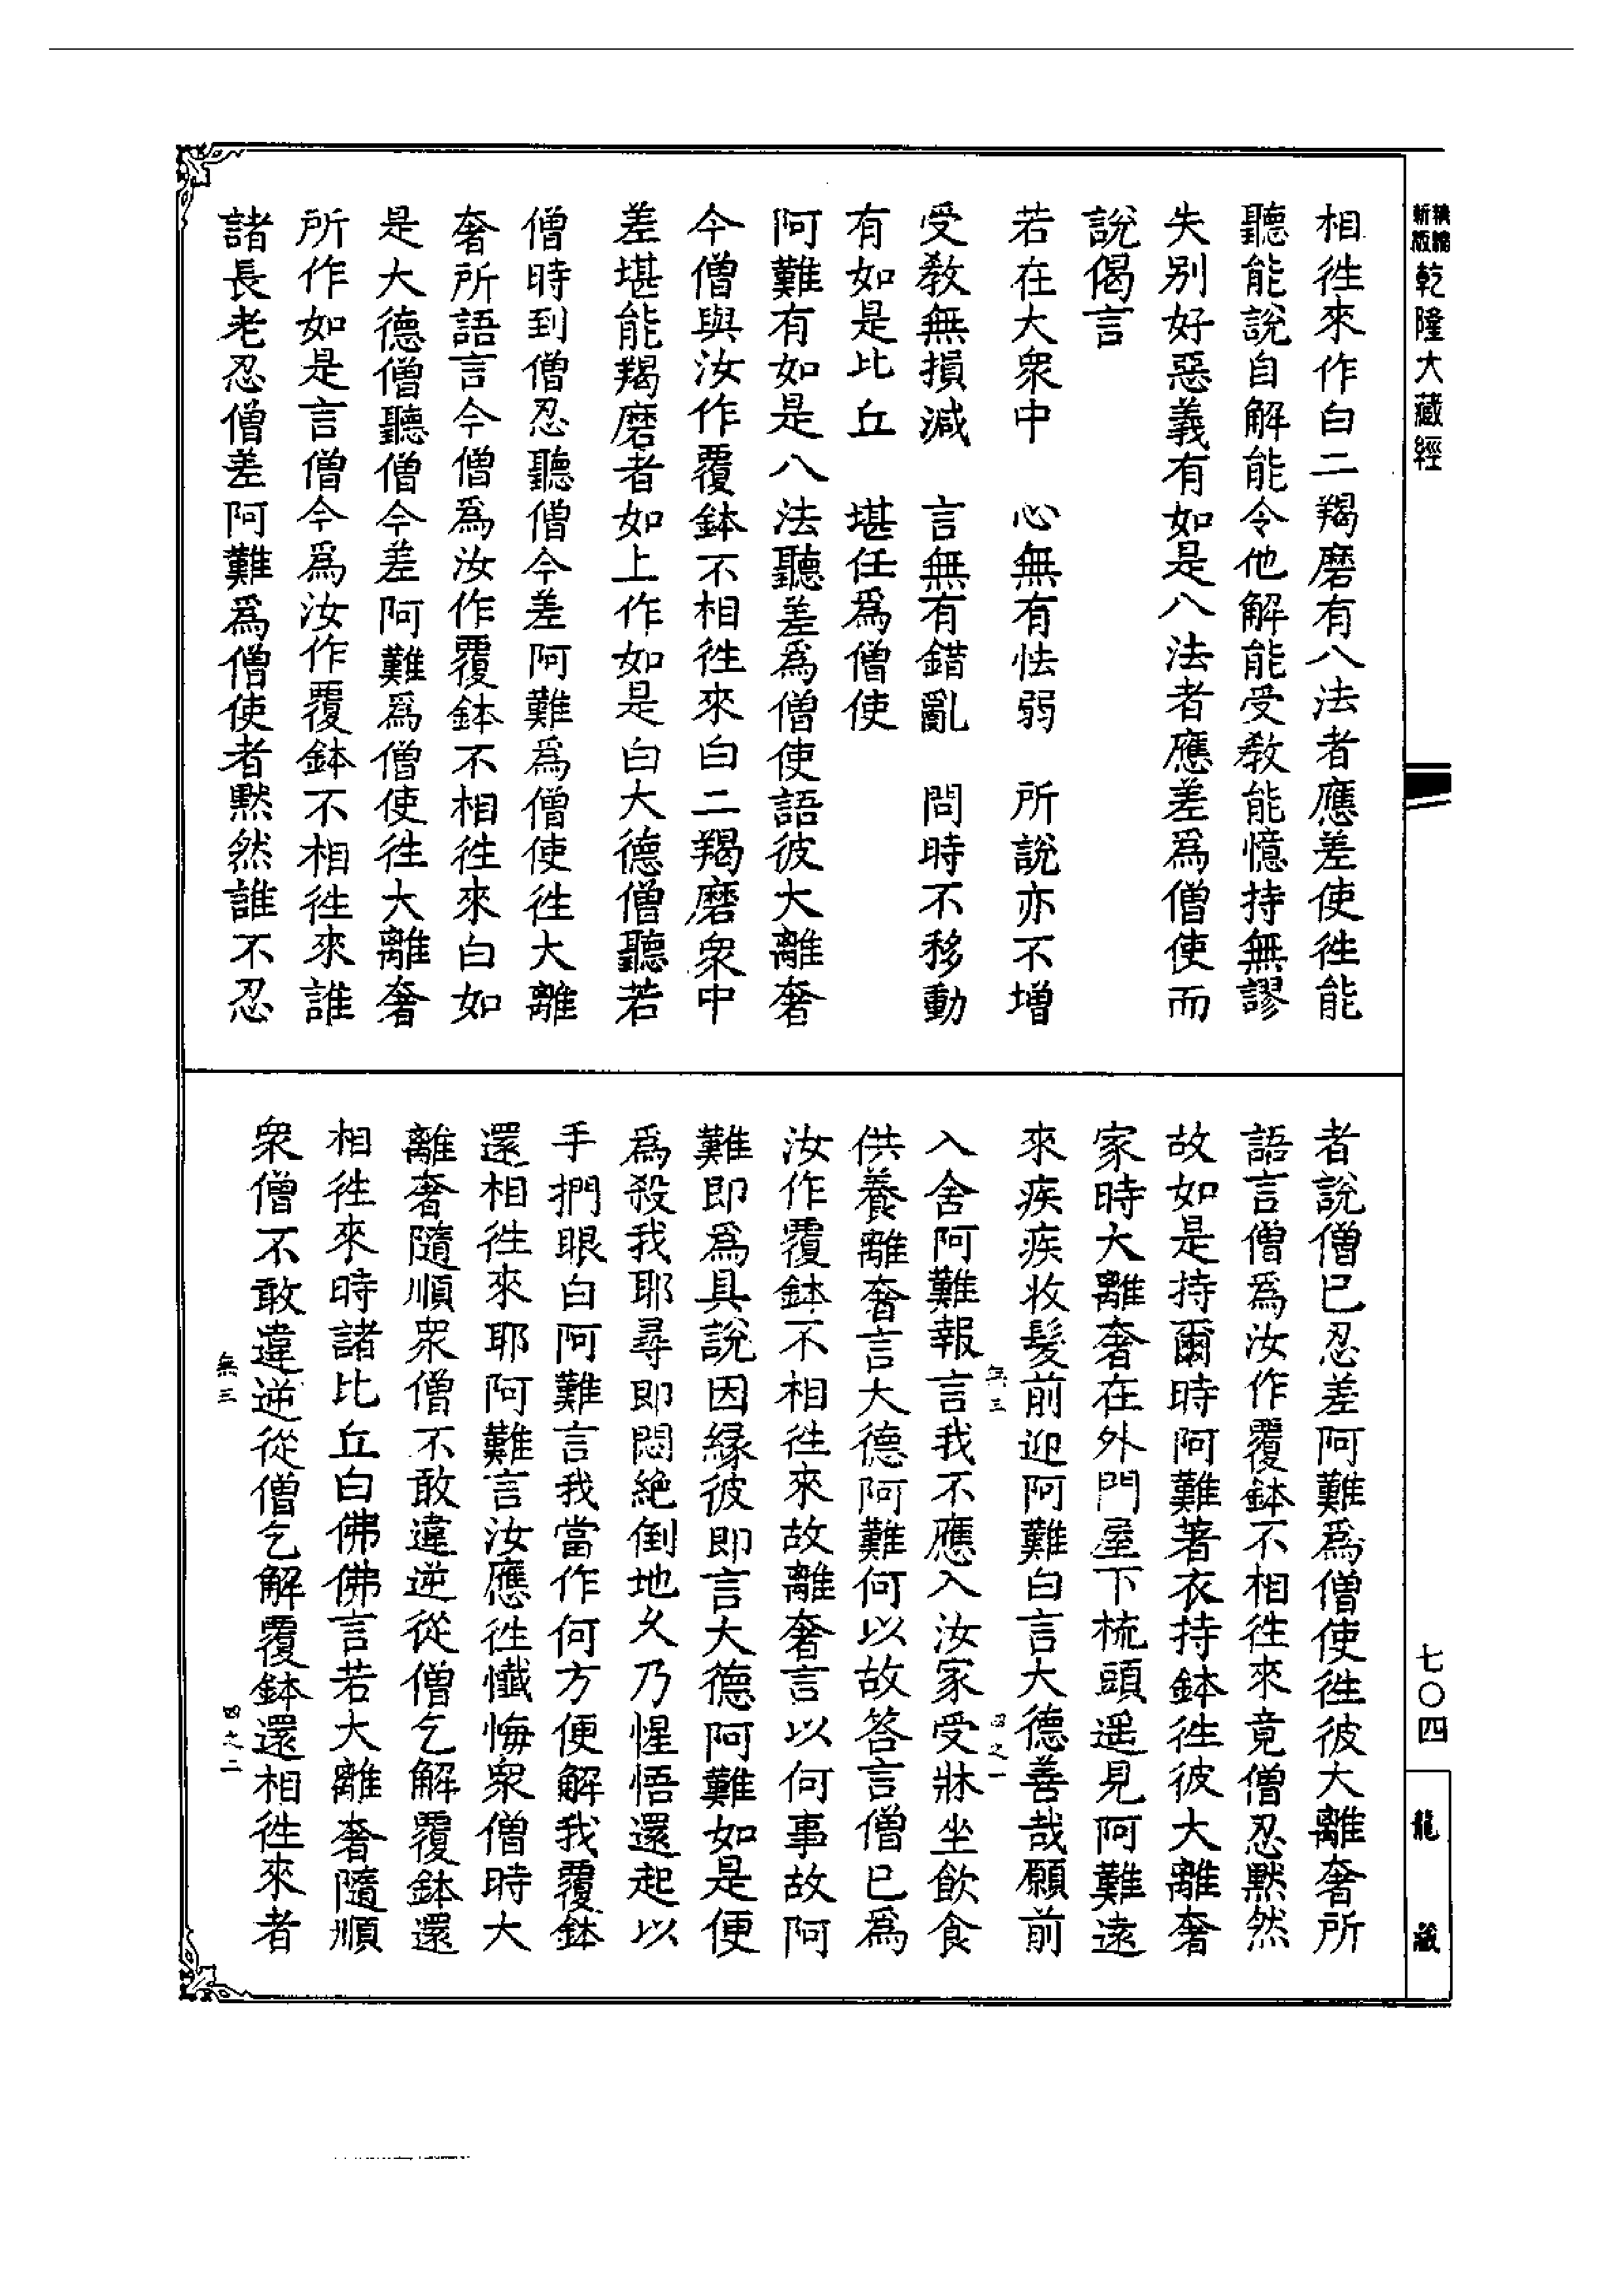 新版
精縮
乾隆大藏經
七〇四
龍藏
相徃來作白二羯磨有八法者應差使徃能
聽能說自解能令他解能受敎能憶持無謬
失别好惡義有如是八法者應差爲僧使而
說偈言
若在大衆中　心無有怯弱　所說亦不增
受敎無損減　言無有錯亂　問時不移動
有如是比丘　堪任爲僧使
阿難有如是八法聽差爲僧使語彼大離奢
今僧與汝作覆鉢不相徃來白二羯磨衆中
差堪能羯磨者如上作如是白大德僧聽若
僧時到僧忍聽僧今差阿難爲僧使徃大離
奢所語言今僧爲汝作覆鉢不相徃來白如
是大德僧聽僧今差阿難爲僧使徃大離奢
所作如是言僧今爲汝作覆鉢不相徃來誰
諸長老忍僧差阿難爲僧使者默然誰不忍
者說僧已忍差阿難爲僧使徃彼大離奢所
語言僧爲汝作覆鉢不相徃來竟僧忍默然
故如是持爾時阿難著衣持鉢徃彼大離奢
家時大離奢在外門屋下梳頭遥見阿難遠
來疾疾收髮前迎阿難白言大德善哉願前
無三
四之一
入舍阿難報言我不應入汝家受牀坐飮食
供養離奢言大德阿難何以故答言僧已爲
汝作覆鉢不相徃來故離奢言以何事故阿
難即爲具說因緣彼即言大德阿難如是便
爲殺我耶尋即悶絶倒地乆乃惺悟還起以
手捫眼白阿難言我當作何方便解我覆鉢
還相徃來耶阿難言汝應徃懺悔衆僧時大
離奢隨順衆僧不敢違逆從僧乞解覆鉢還
相徃來時諸比丘白佛佛言若大離奢隨順
衆僧不敢違逆從僧乞解覆鉢還相徃來者
無三
四之二